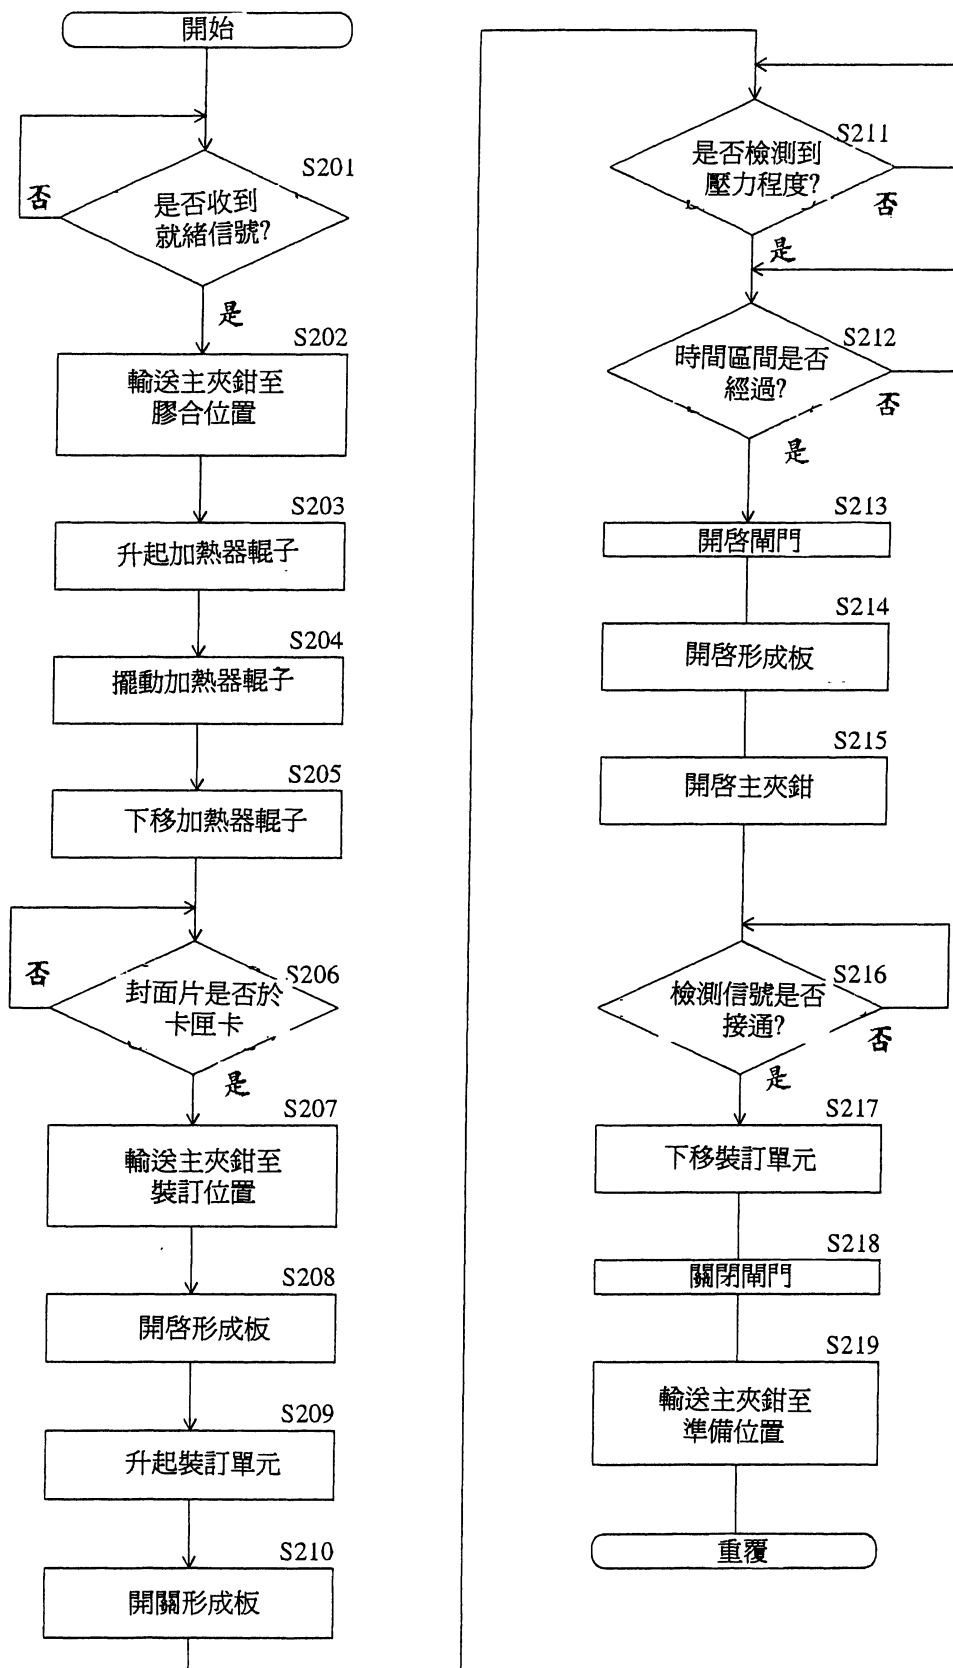 開始
S201
是否收到
就緒信號?
否
是
S202
輸送主夾鉗至
膠合位置
S203
升起加熱器輥子
S204
擺動加熱器輥子
S205
下移加熱器輥子
S206
封面片是否於
卡匣卡
否
是
S207
輸送主夾鉗至
裝訂位置
S208
開啓形成板
S209
升起裝訂單元
S210
開關形成板
S211
是否檢測到
壓力程度?
否
是
S212
時間區間是否
經過?
否
是
S213
開啓閘門
S214
開啓形成板
S215
開啓主夾鉗
S216
檢測信號是否
接通?
否
是
S217
下移裝訂單元
S218
關閉閘門
S219
輸送主夾鉗至
準備位置
重覆